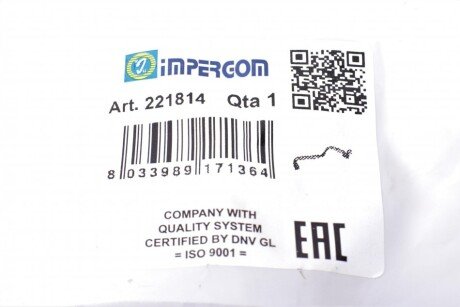 IMPERGOM
Art. 221814 Qta 1
8 033989 171364
COMPANY WITH
QUALITY SYSTEM
CERTIFIED BY DNV GL
= ISO 9001 =
EAC